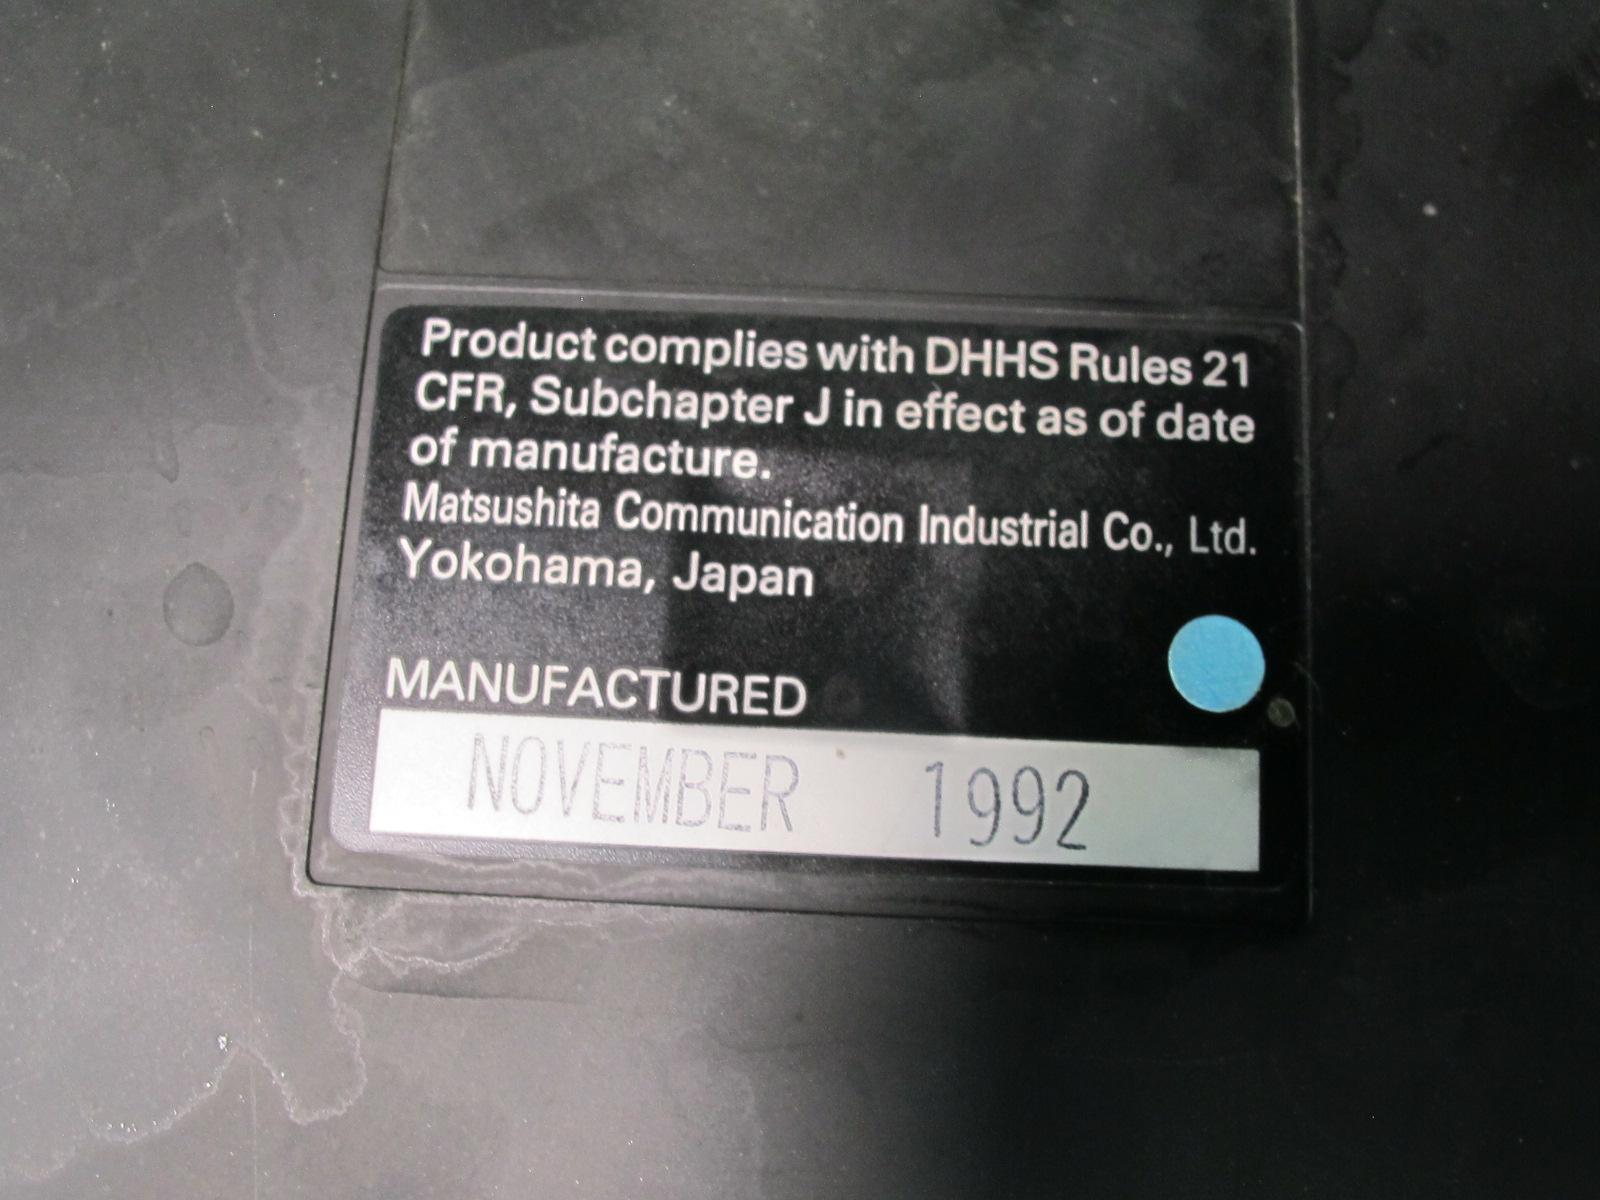 Product complies with DHHS Rules 21
CFR, Subchapter J in effect as of date
of manufacture.
Matsushita Communication Industrial Co., Ltd.
Yokohama, Japan
MANUFACTURED
NOVEMBER 1992